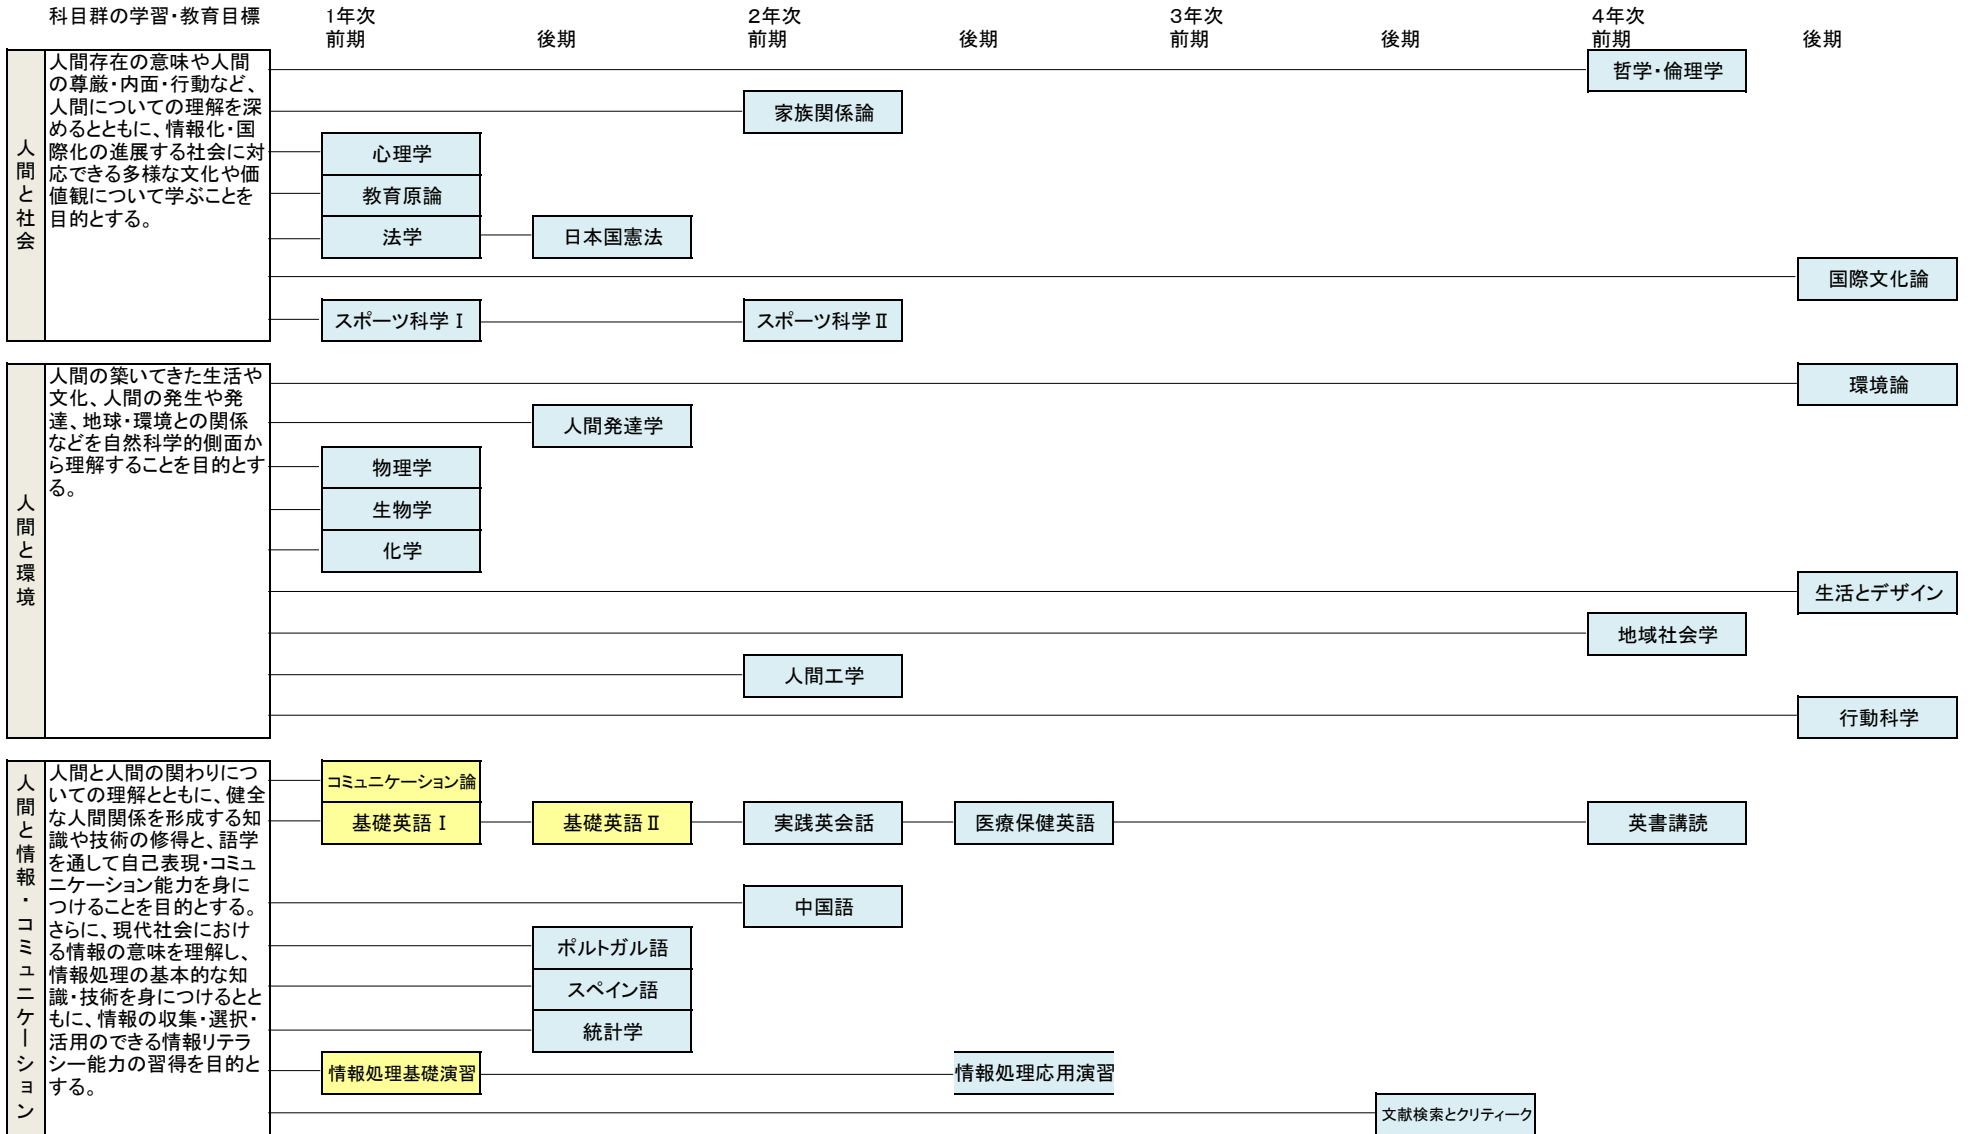 科目群の学習・教育目標
1年次
2年次
3年次
4年次
前期
後期
前期
後期
前期
後期
前期
後期
人間と社会
人間存在の意味や人間
の尊厳・内面・行動など、
人間についての理解を深
めるとともに、情報化・国
際化の進展する社会に対
応できる多様な文化や価
値観について学ぶことを
目的とする。
哲学・倫理学
家族関係論
心理学
教育原論
法学
日本国憲法
国際文化論
スポーツ科学Ⅰ
スポーツ科学Ⅱ
人間と環境
人間の築いてきた生活や
文化、人間の発生や発
達、地球・環境との関係
などを自然科学的側面か
ら理解することを目的とす
る。
環境論
人間発達学
物理学
生物学
化学
生活とデザイン
地域社会学
人間工学
行動科学
人間と情報・コミュニケーション
人間と人間の関わりにつ
いての理解とともに、健全
な人間関係を形成する知
識や技術の修得と、語学
を通して自己表現・コミュ
ニケーション能力を身に
つけることを目的とする。
さらに、現代社会におけ
る情報の意味を理解し、
情報処理の基本的な知
識・技術を身につけるとと
もに、情報の収集・選択・
活用のできる情報リテラ
シー能力の習得を目的と
する。
コミュニケーション論
基礎英語Ⅰ
基礎英語Ⅱ
実践英会話
医療保健英語
英書講読
中国語
ポルトガル語
スペイン語
統計学
情報処理基礎演習
情報処理応用演習
文献検索とクリティーク